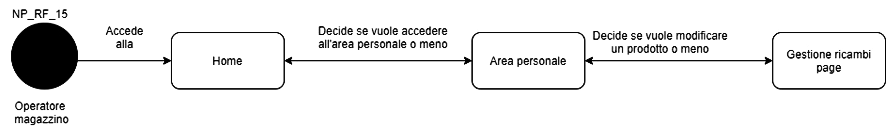 NP_RF_15
Operatore
magazzino
Accede
alla
Home
Decide se vuole accedere
all'area personale o meno
Area personale
Decide se vuole modificare
un prodotto o meno
Gestione ricambi
page